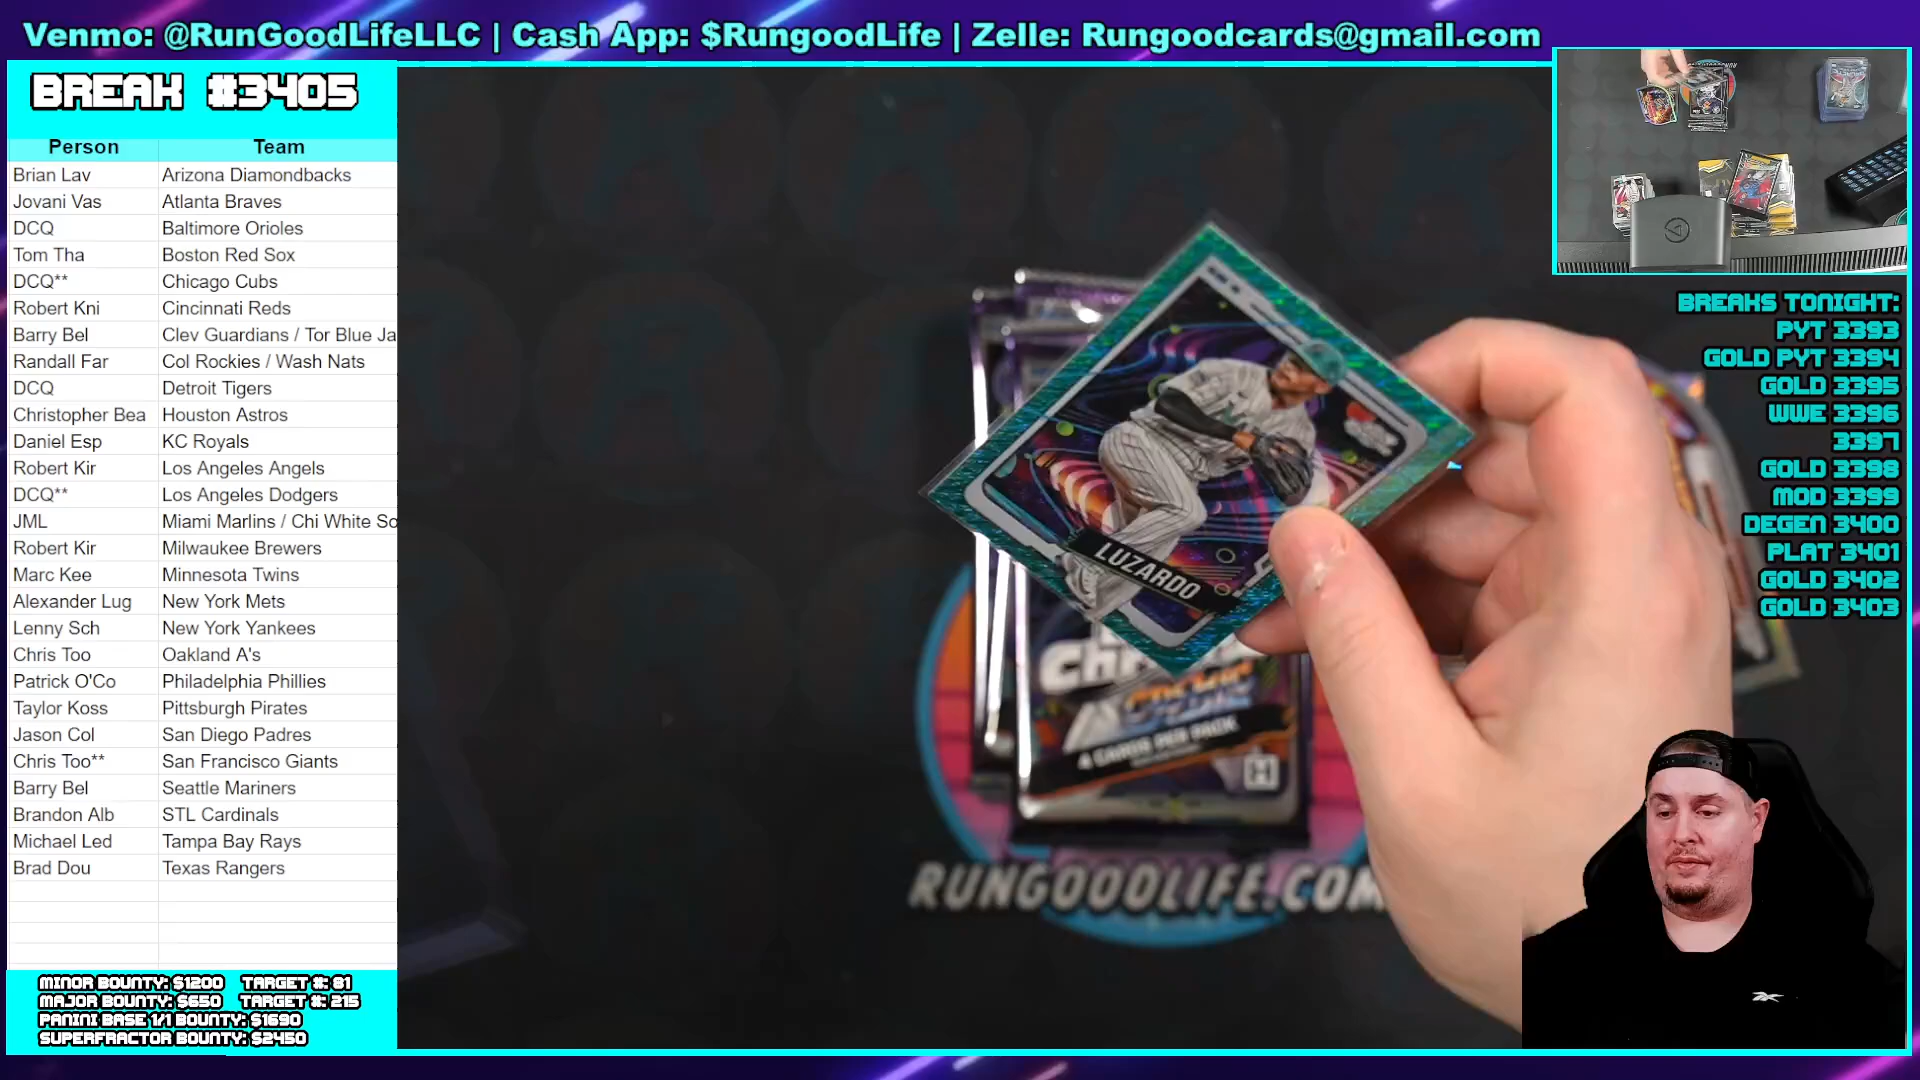 Venmo: @RunGoodLifeLLC | Cash App: $RungoodLife | Zelle: Rungoodcards@gmail.com
BREAK #3405
Person Team
Brian Lav Arizona Diamondbacks
Jovani Vas Atlanta Braves
DCQ Baltimore Orioles
Tom Tha Boston Red Sox
DCQ** Chicago Cubs
Robert Kni Cincinnati Reds
Barry Bel Clev Guardians / Tor Blue Ja
Randall Far Col Rockies / Wash Nats
DCQ Detroit Tigers
Christopher Bea Houston Astros
Daniel Esp KC Royals
Robert Kir Los Angeles Angels
DCQ** Los Angeles Dodgers
JML Miami Marlins / Chi White So
Robert Kir Milwaukee Brewers
Marc Kee Minnesota Twins
Alexander Lug New York Mets
Lenny Sch New York Yankees
Chris Too Oakland A's
Patrick O'Co Philadelphia Phillies
Taylor Koss Pittsburgh Pirates
Jason Col San Diego Padres
Chris Too** San Francisco Giants
Barry Bel Seattle Mariners
Brandon Alb STL Cardinals
Michael Led Tampa Bay Rays
Brad Dou Texas Rangers
MINOR BOUNTY: $1200 TARGET #: 81
MAJOR BOUNTY: $650 TARGET #: 215
PANINI BASE 1/1 BOUNTY: $1690
SUPERFRACTOR BOUNTY: $2450
LUZARDO
4 CARDS PER PACK
RUNGOODLIFE.COM
BREAKS TONIGHT:
PYT 3393
GOLD PYT 3394
GOLD 3395
WWE 3396
3397
GOLD 3398
MOD 3399
DEGEN 3400
PLAT 3401
GOLD 3402
GOLD 3403